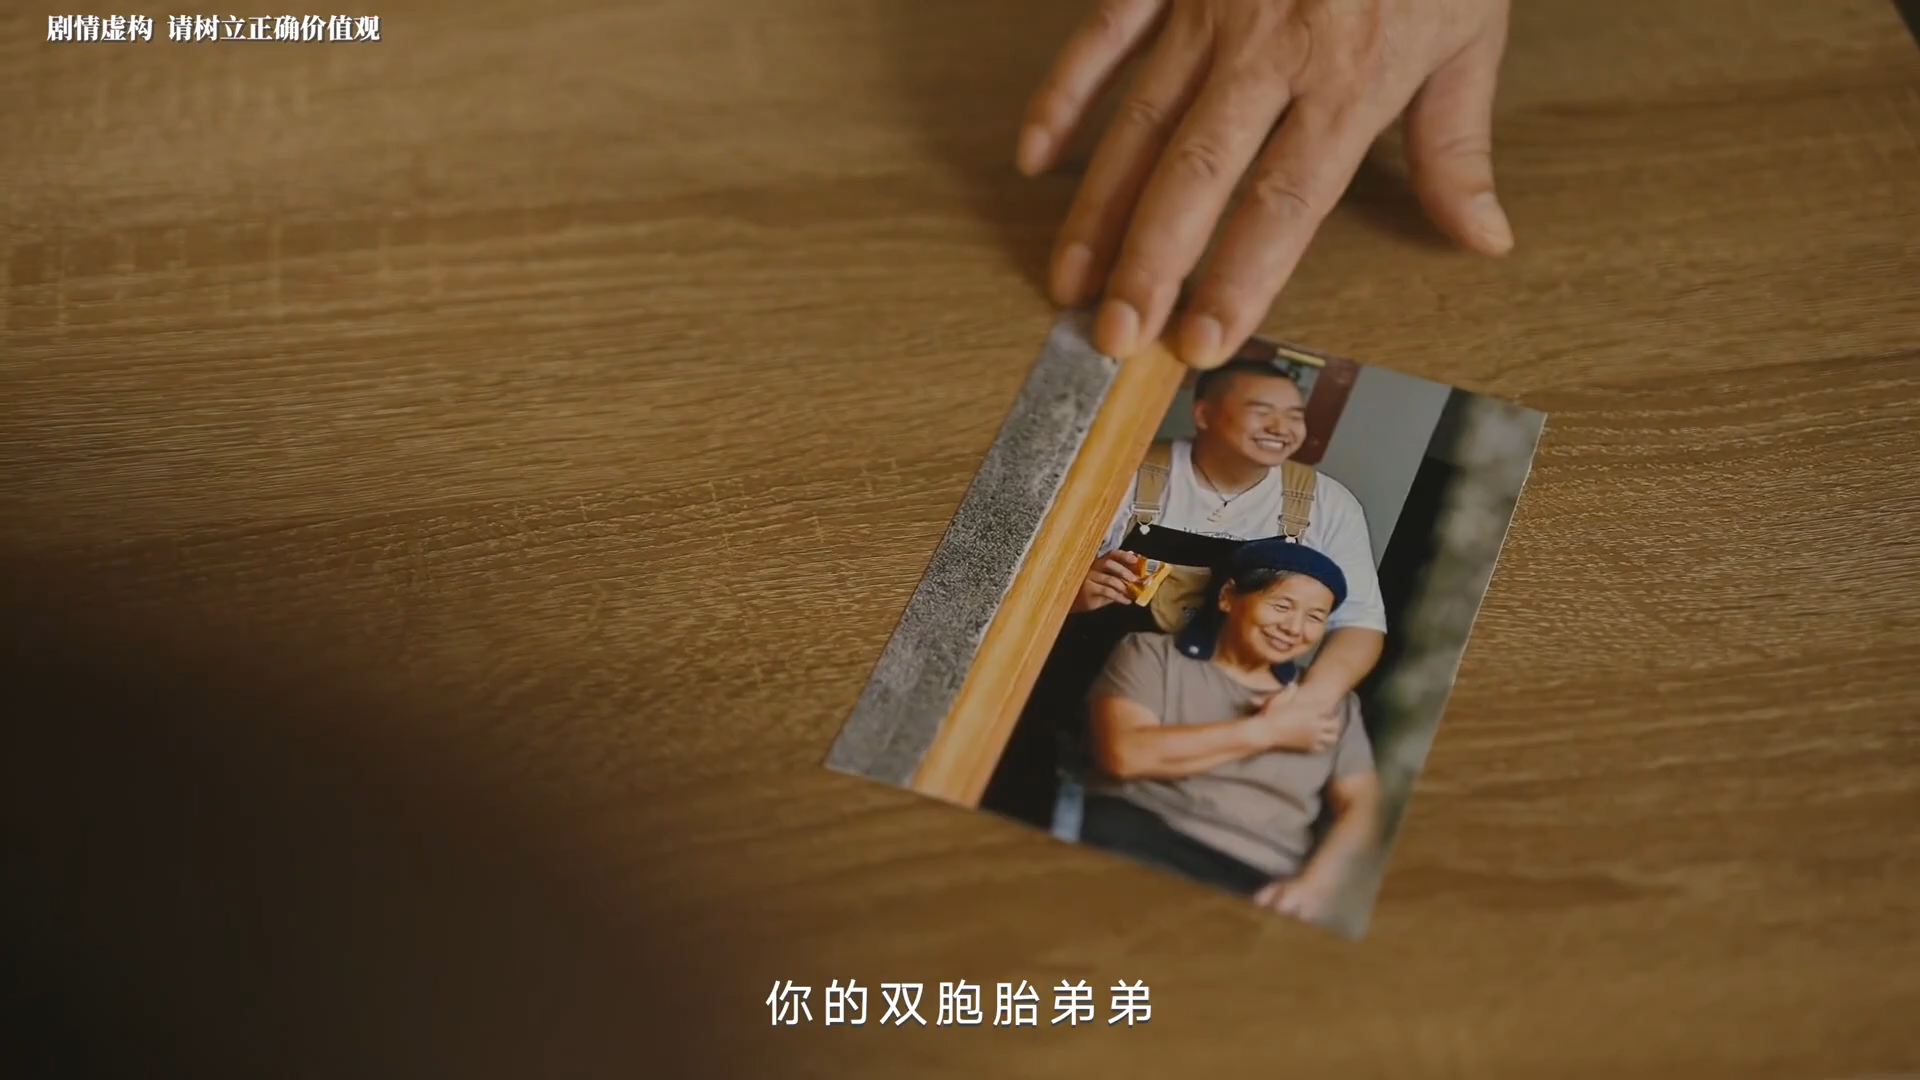 剧情虚构 请树立正确价值观
你的双胞胎弟弟